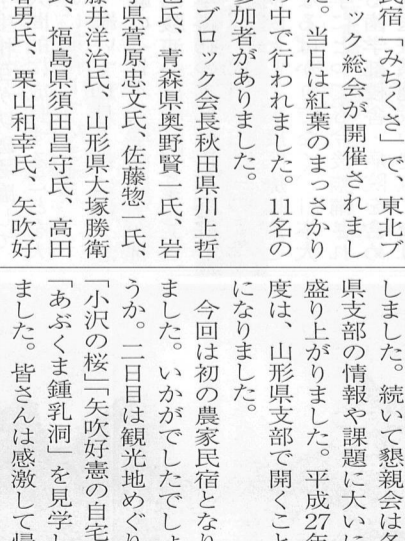 民宿「みちくさ」で、東北ブ
ック総会が開催されまし
た。当日は紅葉のまっさかり
の中で行われました。11名の
参加者がありました。
ブロック会長秋田県川上哲
也氏、青森県奥野賢一氏、岩
手県菅原忠文氏、佐藤惣一氏、
藤井洋治氏、山形県大塚勝衛
氏、福島県須田昌守氏、高田
男氏、栗山和幸氏、矢吹好
しました。続いて懇親会は各
県支部の情報や課題に大いに
盛り上がりました。平成27年
度は、山形県支部で開くこと
になりました。
今回は初の農家民宿となり
ました。いかがでしたでしょ
うか。二日目は観光地めぐり
「小沢の桜」「矢吹好憲の自宅
「あぶくま鍾乳洞」を見学し
ました。皆さんは感激して帰